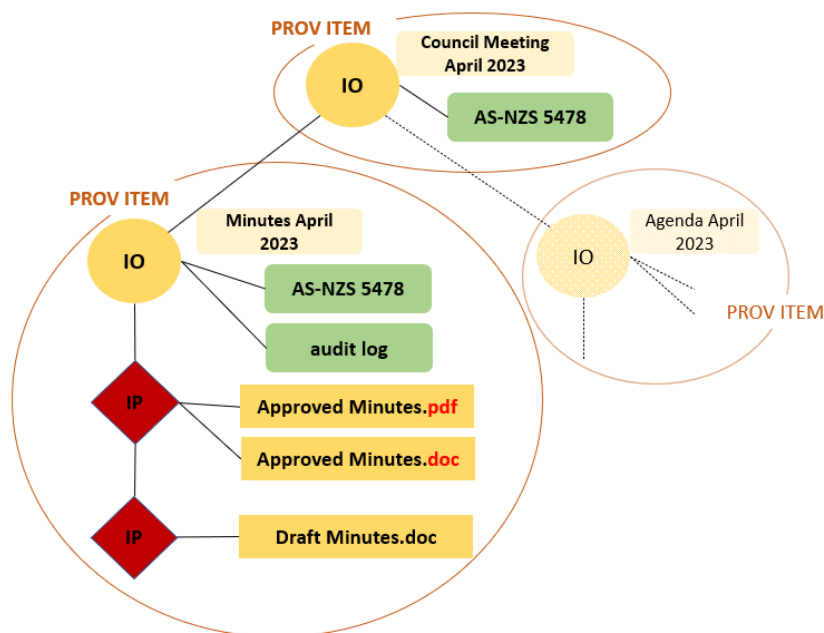 PROV ITEM
Council Meeting
April 2023
IO
AS-NZS 5478
PROV ITEM
Minutes April
2023
IO
AS-NZS 5478
audit log
IP
Approved Minutes.pdf
Approved Minutes.doc
IP
Draft Minutes.doc
Agenda April
2023
IO
PROV ITEM